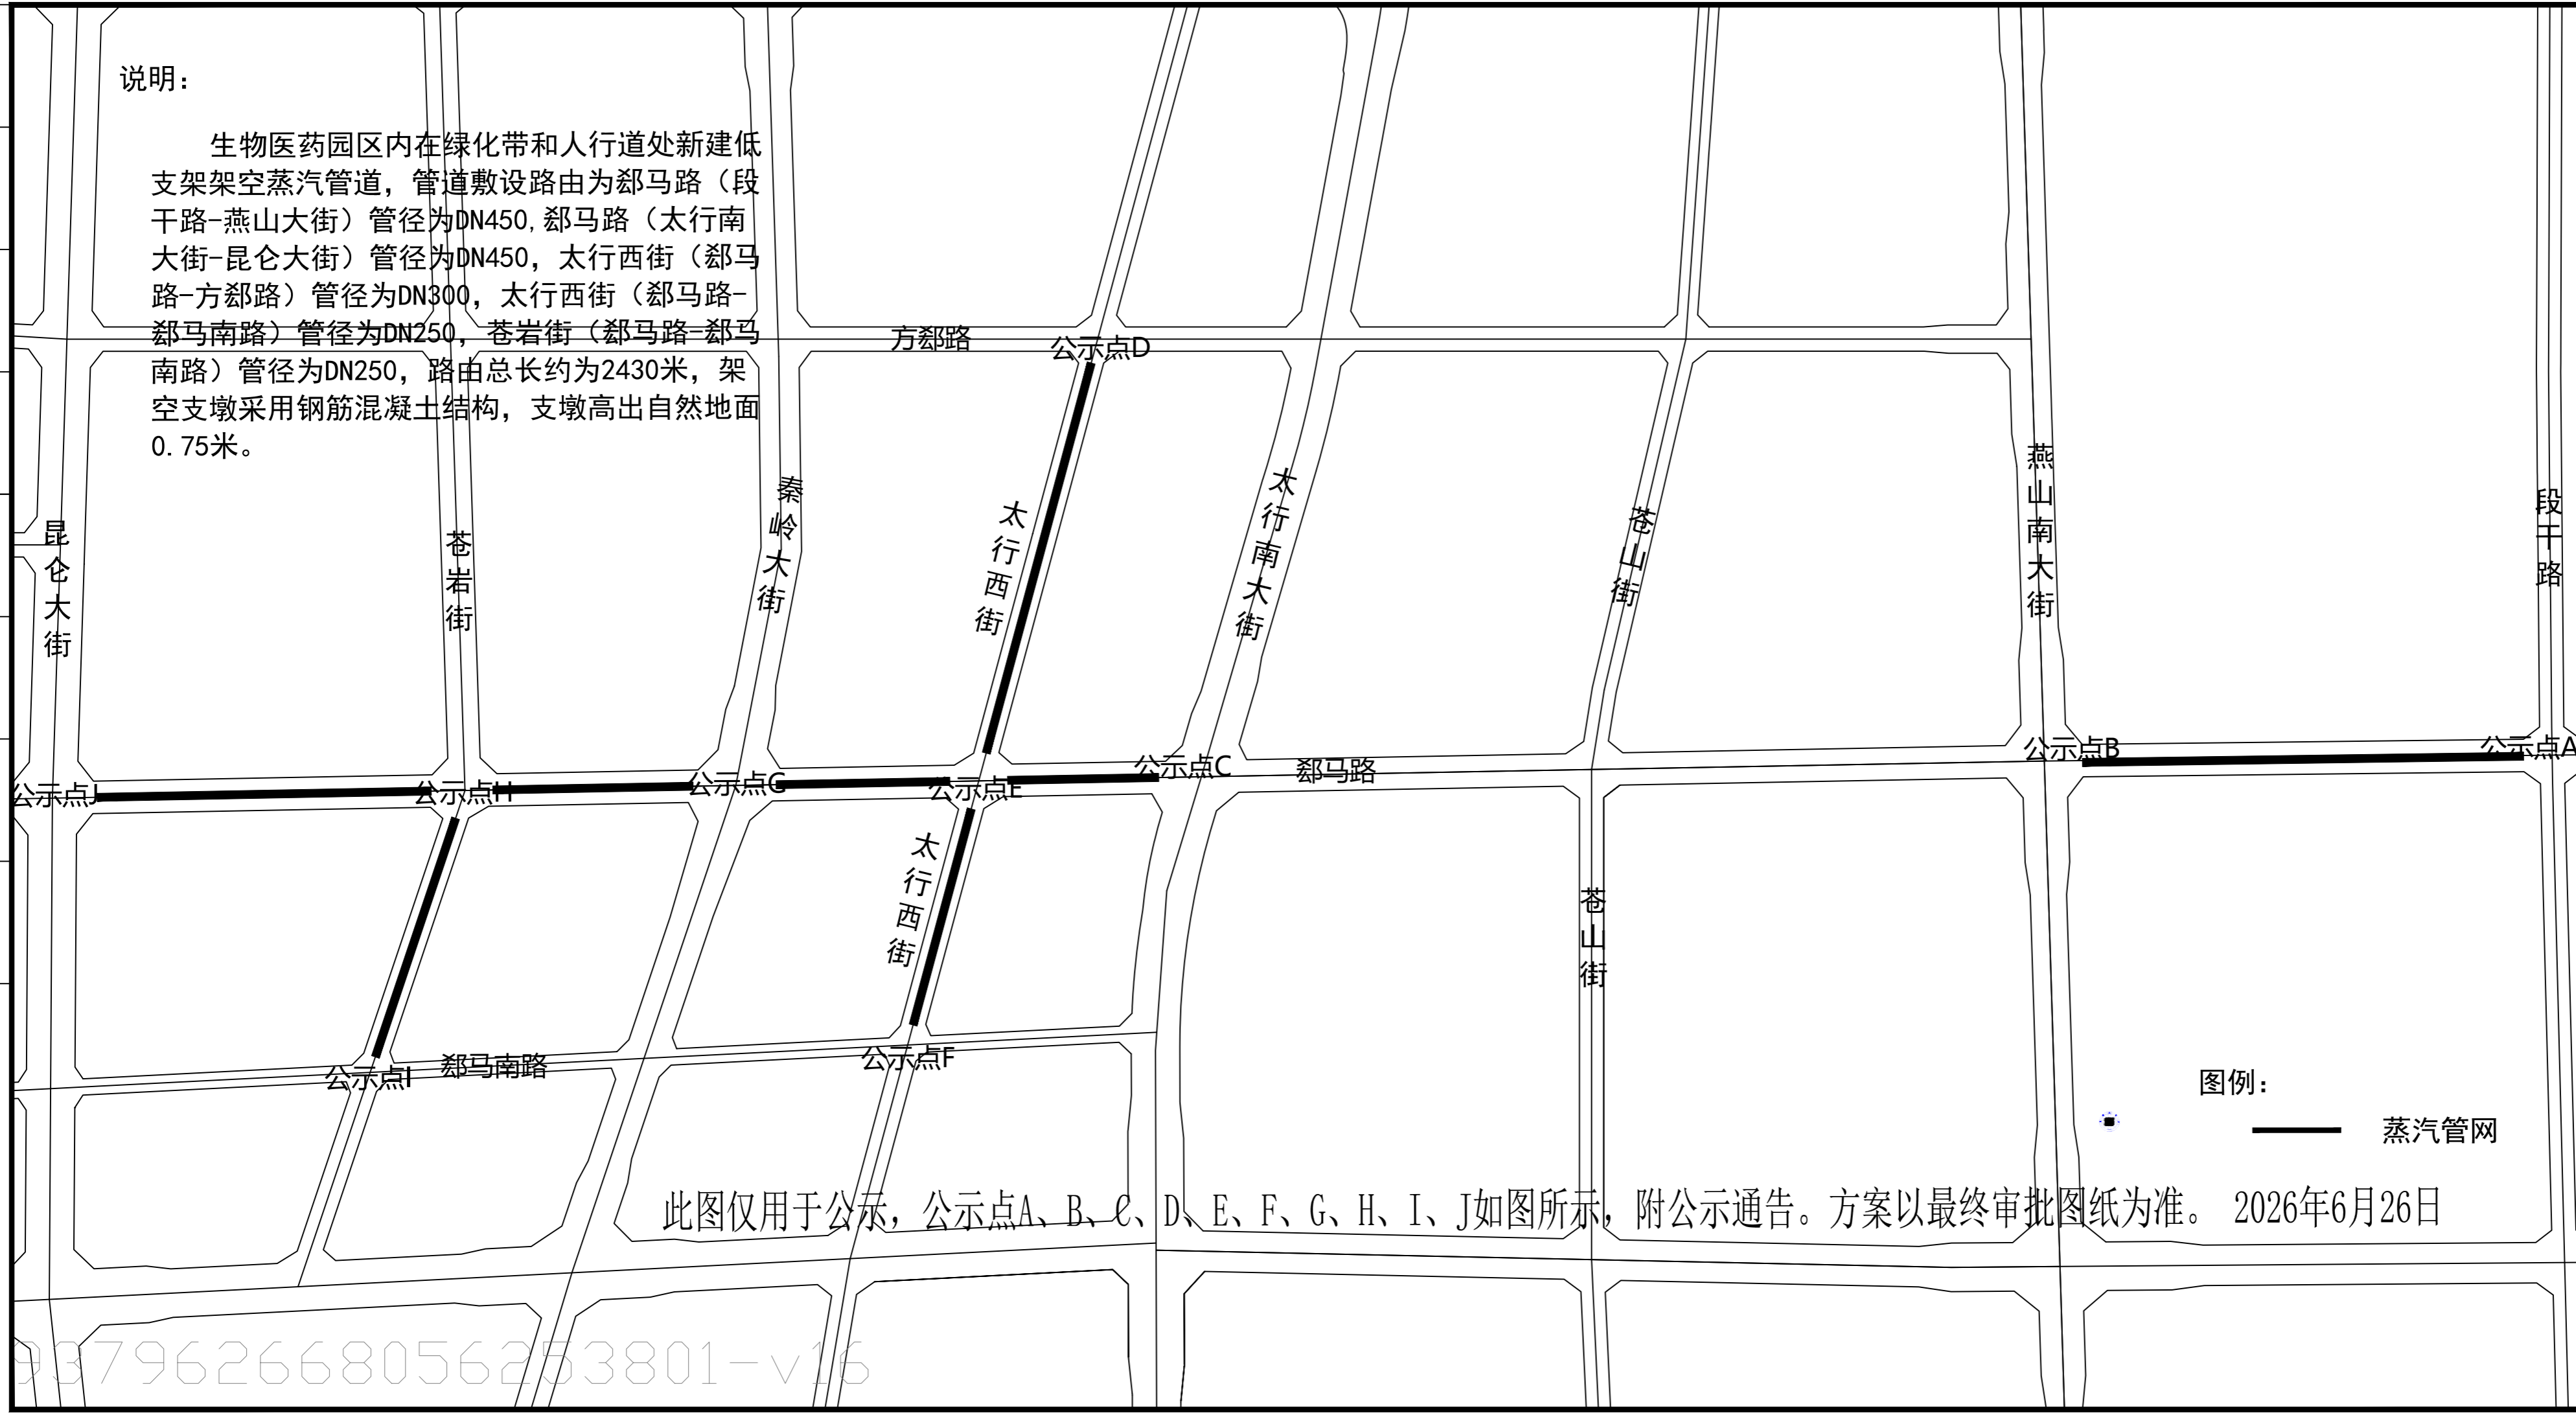 说明：
生物医药园区内在绿化带和人行道处新建低
支架架空蒸汽管道，管道敷设路由为郄马路（段
干路-燕山大街）管径为DN450,郄马路（太行南
大街-昆仑大街）管径为DN450，太行西街（郄马
路-方郄路）管径为DN300，太行西街（郄马路-
郄马南路）管径为DN250，苍岩街（郄马路-郄马
南路）管径为DN250，路由总长约为2430米，架
空支墩采用钢筋混凝土结构，支墩高出自然地面
0.75米。
方郄路
公示点D
昆仑大街
苍岩街
秦岭大街
太行西街
太行南大街
苍山街
燕山南大街
段干路
公示点J
公示点H
公示点G
公示点E
公示点C
郄马路
公示点B
公示点A
太行西街
苍山街
公示点I
郄马南路
公示点F
图例：
蒸汽管网
此图仅用于公示，公示点A、B、C、D、E、F、G、H、I、J如图所示，附公示通告。方案以最终审批图纸为准。 2026年6月26日
937962668056253801-v16